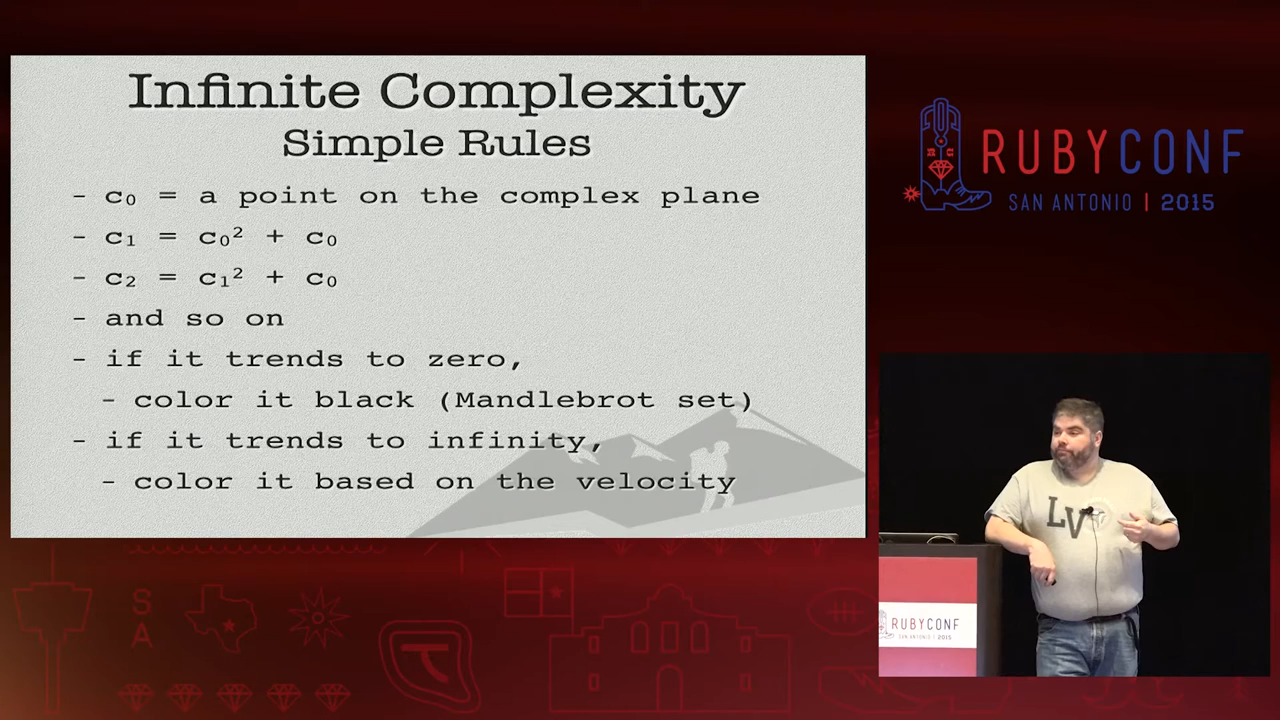 Infinite Complexity
Simple Rules
- c₀ = a point on the complex plane
- c₁ = c₀² + c₀
- c₂ = c₁² + c₀
- and so on
- if it trends to zero,
- color it black (Mandlebrot set)
- if it trends to infinity,
- color it based on the velocity
RUBYCONF
SAN ANTONIO | 2015
LV
RUBYCONF
SAN ANTONIO | 2015
S
A